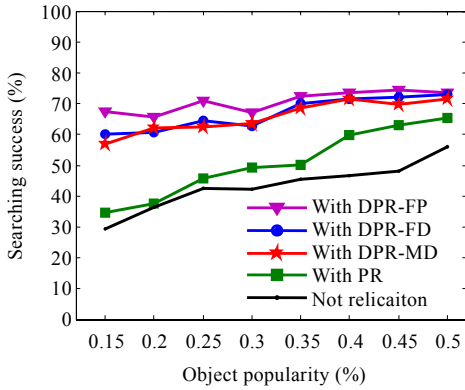 100
90
80
70
60
50
40
30
20
10
0
Searching success (%)
With DPR-FP
With DPR-FD
With DPR-MD
With PR
Not relicaiton
0.15 0.2 0.25 0.3 0.35 0.4 0.45 0.5
Object popularity (%)